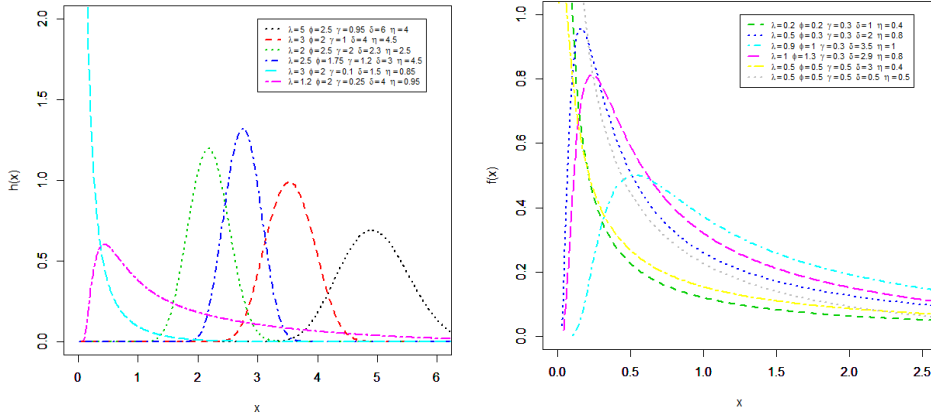 λ=5 ϕ=2.5 γ=0.95 δ=6 η=4
λ=3 ϕ=2 γ=1 δ=4 η=4.5
λ=2 ϕ=2.5 γ=2 δ=2.3 η=2.5
λ=2.5 ϕ=1.75 γ=1.2 δ=3 η=4.5
λ=3 ϕ=2 γ=0.1 δ=1.5 η=0.85
λ=1.2 ϕ=2 γ=0.25 δ=4 η=0.95
h(x)
2.0
1.5
1.0
0.5
0.0
0 1 2 3 4 5 6
x
λ=0.2 ϕ=0.2 γ=0.3 δ=1 η=0.4
λ=0.5 ϕ=0.3 γ=0.3 δ=2 η=0.8
λ=0.9 ϕ=1 γ=0.3 δ=3.5 η=1
λ=1 ϕ=1.3 γ=0.3 δ=2.9 η=0.8
λ=0.5 ϕ=0.5 γ=0.5 δ=3 η=0.4
λ=0.5 ϕ=0.5 γ=0.5 δ=0.5 η=0.5
f(x)
1.0
0.8
0.6
0.4
0.2
0.0
0.0 0.5 1.0 1.5 2.0 2.5
x